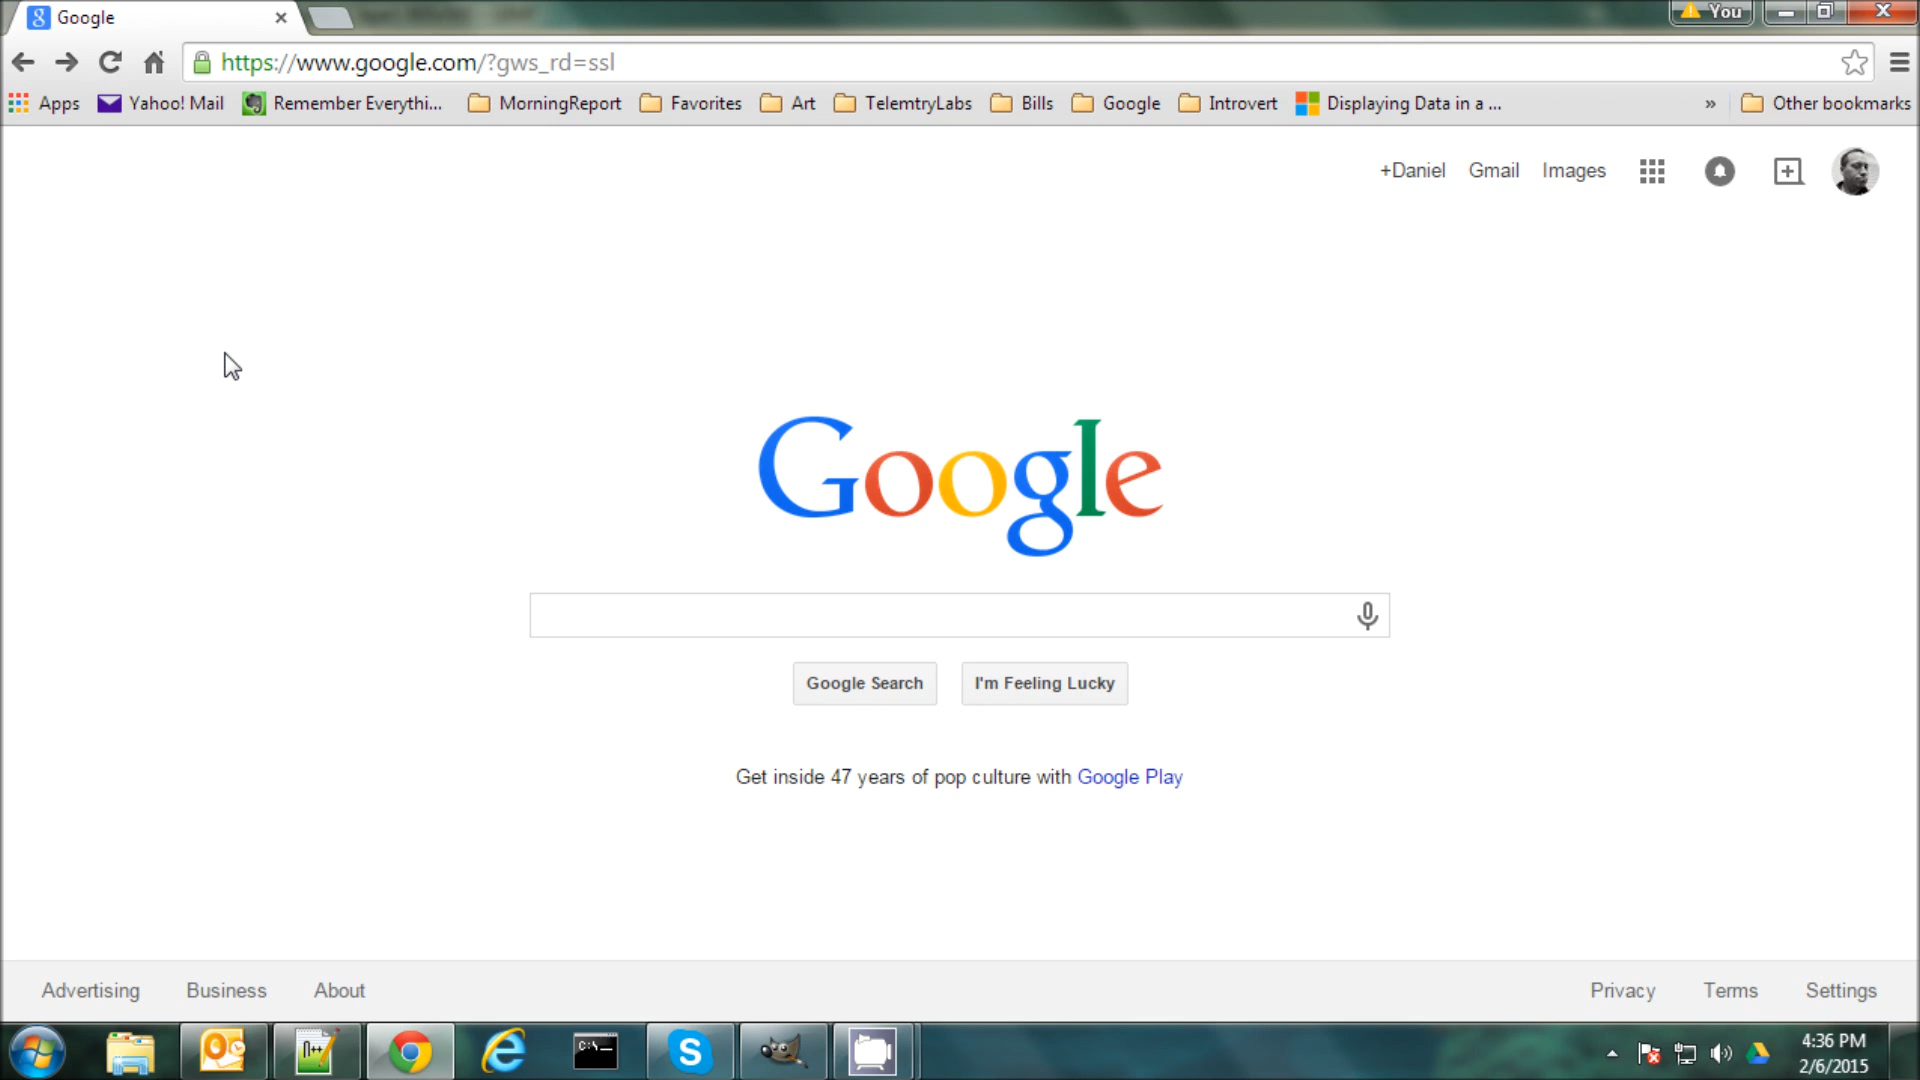 Google
You
https://www.google.com/?gws_rd=ssl
Apps Yahoo! Mail Remember Everythi... MorningReport Favorites Art TelemtryLabs Bills Google Introvert Displaying Data in a ... » Other bookmarks
+Daniel Gmail Images
Google
Google Search I'm Feeling Lucky
Get inside 47 years of pop culture with Google Play
Advertising Business About Privacy Terms Settings
4:36 PM
2/6/2015